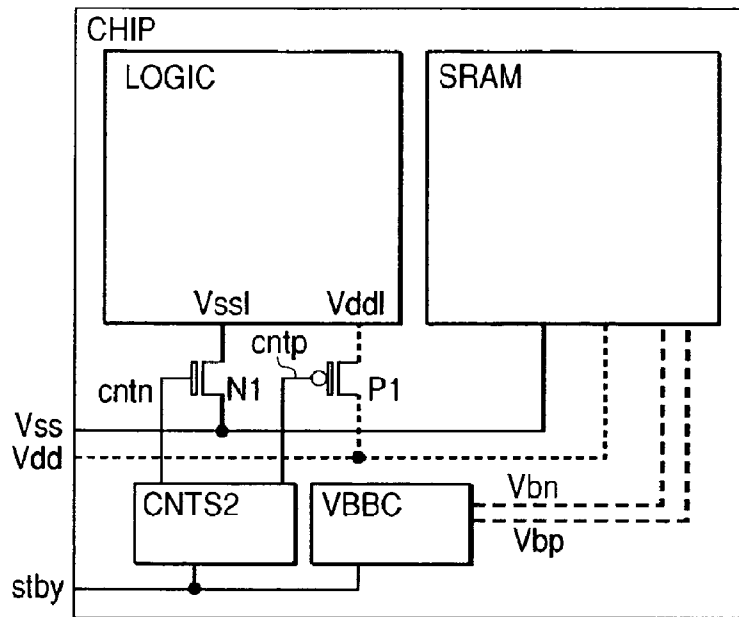 CHIP
LOGIC
SRAM
Vssl
Vddl
cntp
cntn
N1
P1
Vss
Vdd
CNTS2
VBBC
Vbn
Vbp
stby